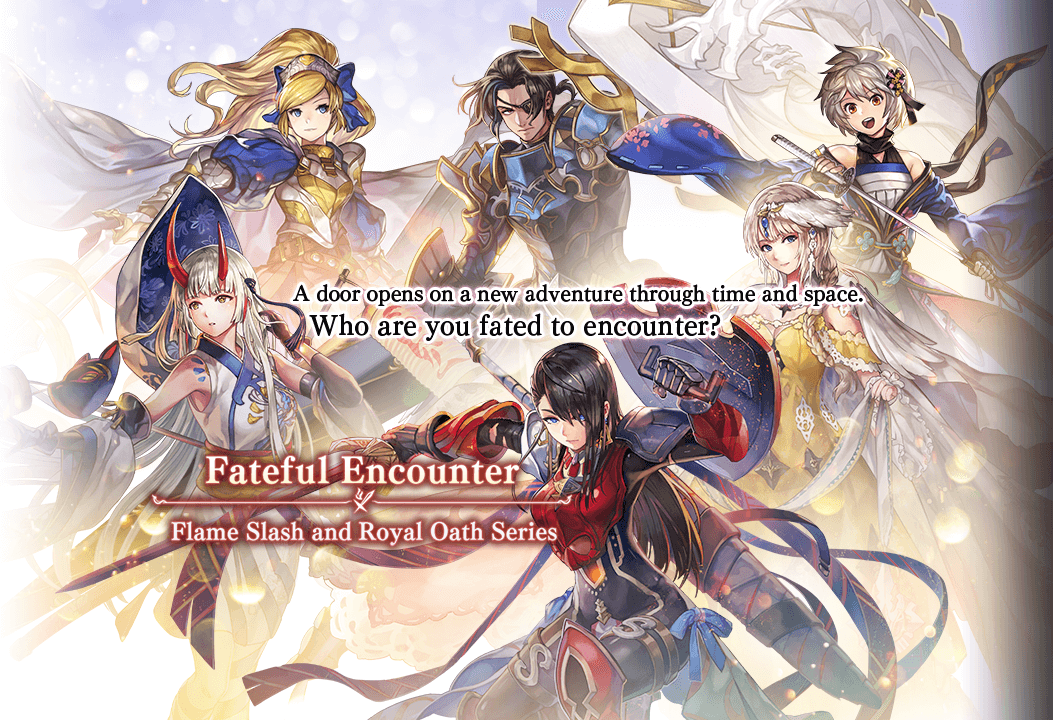 A door opens on a new adventure through time and space.
Who are you fated to encounter?
Fateful Encounter
Flame Slash and Royal Oath Series